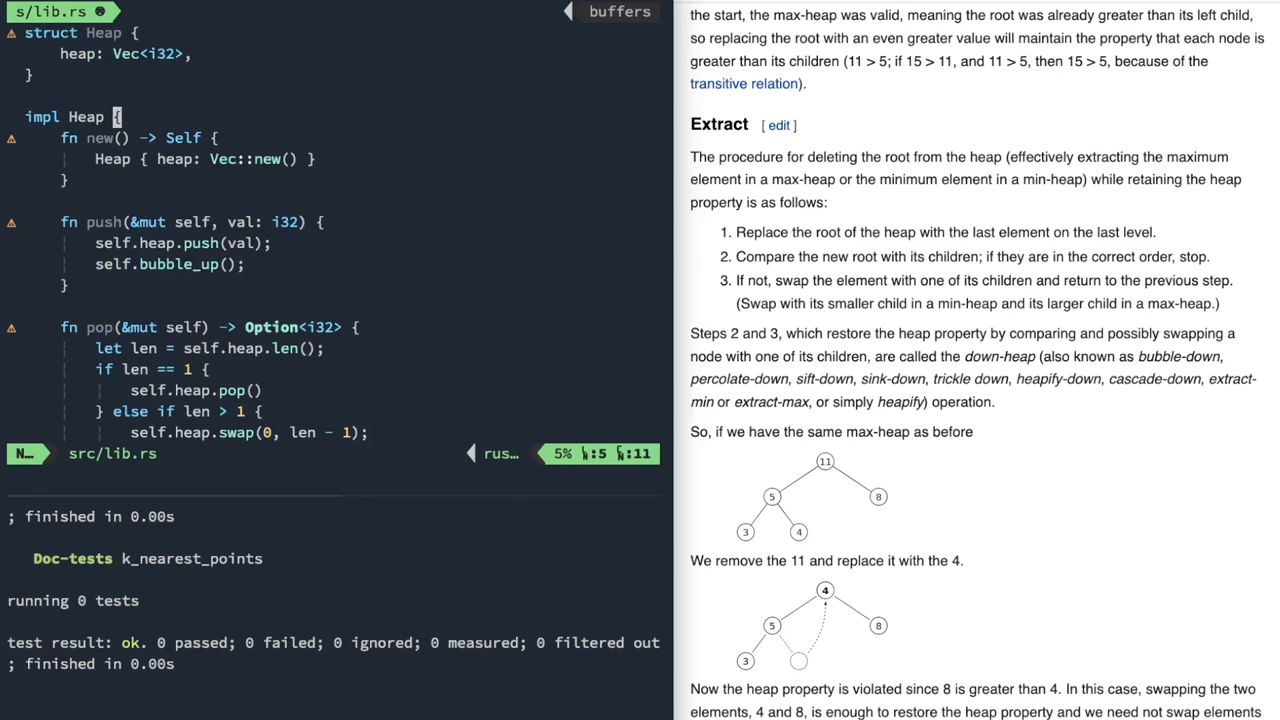 s/lib.rs
buffers
struct Heap {
heap: Vec<i32>,
}
impl Heap {
fn new() -> Self {
Heap { heap: Vec::new() }
}
fn push(&mut self, val: i32) {
self.heap.push(val);
self.bubble_up();
}
fn pop(&mut self) -> Option<i32> {
let len = self.heap.len();
if len == 1 {
self.heap.pop()
} else if len > 1 {
self.heap.swap(0, len - 1);
N… src/lib.rs rus… 5% :5 :11
; finished in 0.00s
Doc-tests k_nearest_points
running 0 tests
test result: ok. 0 passed; 0 failed; 0 ignored; 0 measured; 0 filtered out
; finished in 0.00s
the start, the max-heap was valid, meaning the root was already greater than its left child,
so replacing the root with an even greater value will maintain the property that each node is
greater than its children (11 > 5; if 15 > 11, and 11 > 5, then 15 > 5, because of the
transitive relation).
Extract [ edit ]
The procedure for deleting the root from the heap (effectively extracting the maximum
element in a max-heap or the minimum element in a min-heap) while retaining the heap
property is as follows:
1. Replace the root of the heap with the last element on the last level.
2. Compare the new root with its children; if they are in the correct order, stop.
3. If not, swap the element with one of its children and return to the previous step.
(Swap with its smaller child in a min-heap and its larger child in a max-heap.)
Steps 2 and 3, which restore the heap property by comparing and possibly swapping a
node with one of its children, are called the down-heap (also known as bubble-down,
percolate-down, sift-down, sink-down, trickle down, heapify-down, cascade-down, extract-
min or extract-max, or simply heapify) operation.
So, if we have the same max-heap as before
11
5 8
3 4
We remove the 11 and replace it with the 4.
4
5 8
3
Now the heap property is violated since 8 is greater than 4. In this case, swapping the two
elements, 4 and 8, is enough to restore the heap property and we need not swap elements